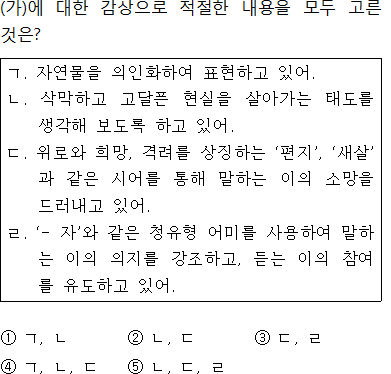 (가)에 대한 감상으로 적절한 내용을 모두 고른
것은?
ㄱ. 자연물을 의인화하여 표현하고 있어.
ㄴ. 삭막하고 고달픈 현실을 살아가는 태도를
생각해 보도록 하고 있어.
ㄷ. 위로와 희망, 격려를 상징하는 ‘편지’, ‘새살’
과 같은 시어를 통해 말하는 이의 소망을
드러내고 있어.
ㄹ. ‘- 자’와 같은 청유형 어미를 사용하여 말하
는 이의 의지를 강조하고, 듣는 이의 참여
를 유도하고 있어.
① ㄱ, ㄴ ② ㄴ, ㄷ ③ ㄷ, ㄹ
④ ㄱ, ㄴ, ㄷ ⑤ ㄴ, ㄷ, ㄹ